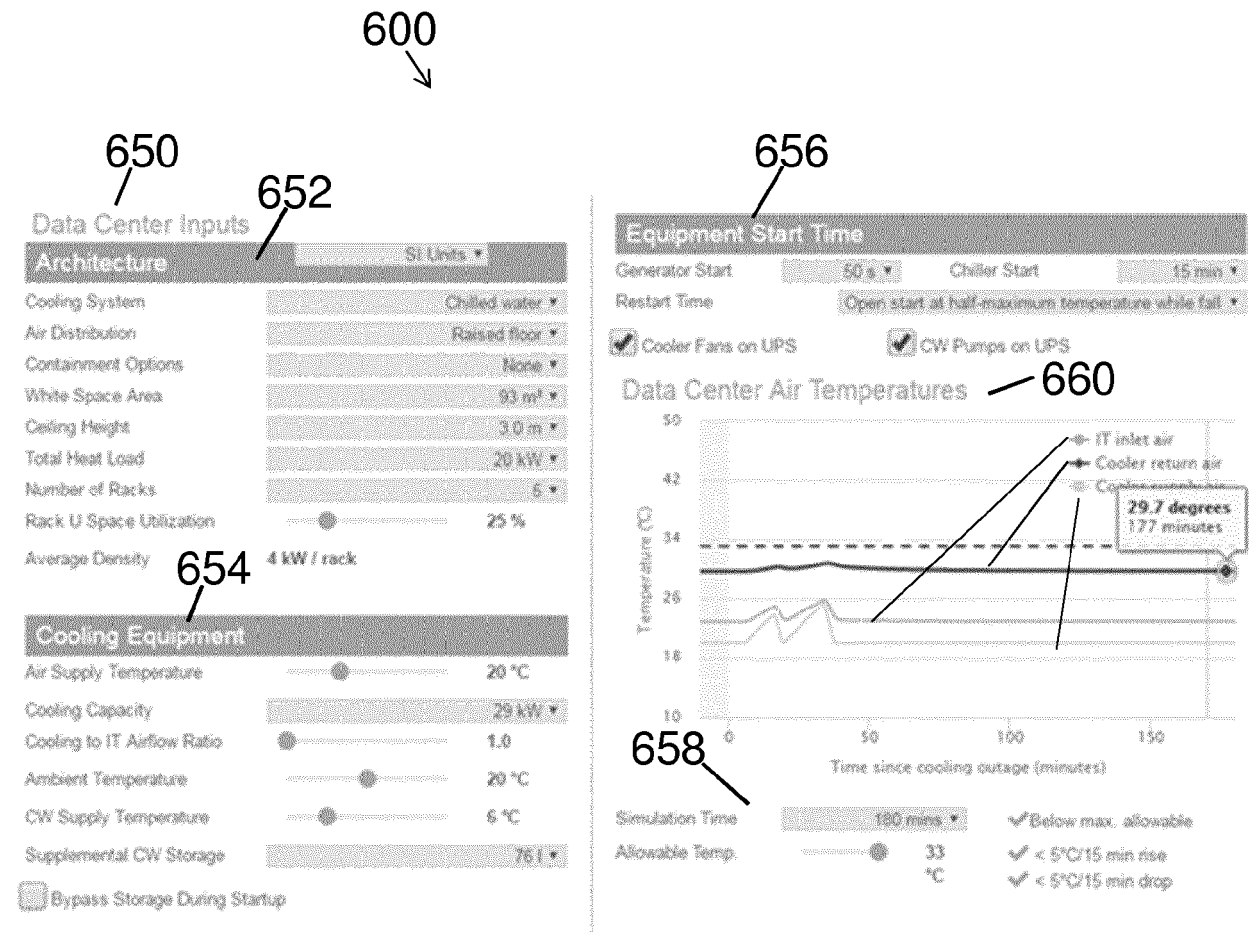 600
650
652
Data Center Inputs
Architecture SI Units
Cooling System Chilled water
Air Distribution Raised floor
Containment Options None
White Space Area 93 m²
Ceiling Height 3.0 m
Total Heat Load 20 kW
Number of Racks 5
Rack U Space Utilization 25 %
Average Density 4 kW / rack
654
Cooling Equipment
Air Supply Temperature 20 °C
Cooling Capacity 29 kW
Cooling to IT Airflow Ratio 1.0
Ambient Temperature 20 °C
CW Supply Temperature 6 °C
Supplemental CW Storage 76 l
Bypass Storage During Startup
656
Equipment Start Time
Generator Start 50 s Chiller Start 15 min
Restart Time Open start at half-maximum temperature while fall
Cooler Fans on UPS CW Pumps on UPS
Data Center Air Temperatures 660
50
42
34
26
18
10
Temperature (°C)
IT inlet air
Cooler return air
Cooler supply air
29.7 degrees
177 minutes
0 50 100 150
Time since cooling outage (minutes)
658
Simulation Time 180 mins Below max. allowable
Allowable Temp. 33 < 5°C/15 min rise
°C < 5°C/15 min drop